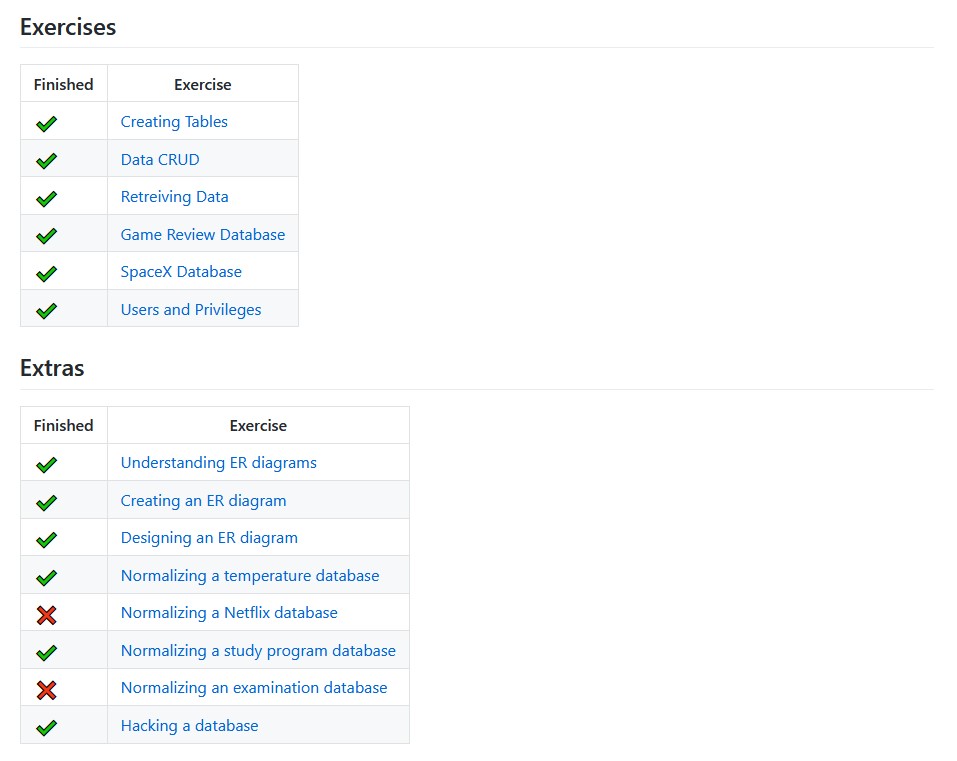 Exercises
Finished Exercise
Creating Tables
Data CRUD
Retreiving Data
Game Review Database
SpaceX Database
Users and Privileges
Extras
Finished Exercise
Understanding ER diagrams
Creating an ER diagram
Designing an ER diagram
Normalizing a temperature database
Normalizing a Netflix database
Normalizing a study program database
Normalizing an examination database
Hacking a database